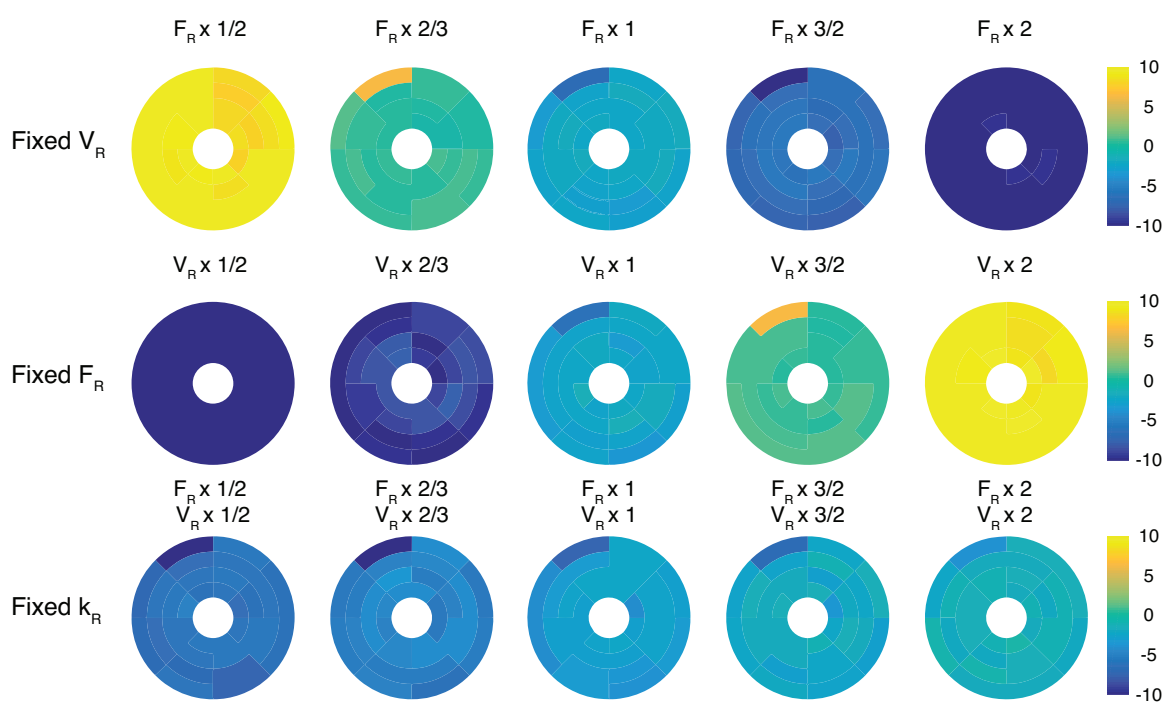 F_R x 1/2 F_R x 2/3 F_R x 1 F_R x 3/2 F_R x 2
Fixed V_R
10
5
0
-5
-10
V_R x 1/2 V_R x 2/3 V_R x 1 V_R x 3/2 V_R x 2
Fixed F_R
10
5
0
-5
-10
F_R x 1/2 F_R x 2/3 F_R x 1 F_R x 3/2 F_R x 2
V_R x 1/2 V_R x 2/3 V_R x 1 V_R x 3/2 V_R x 2
Fixed k_R
10
5
0
-5
-10